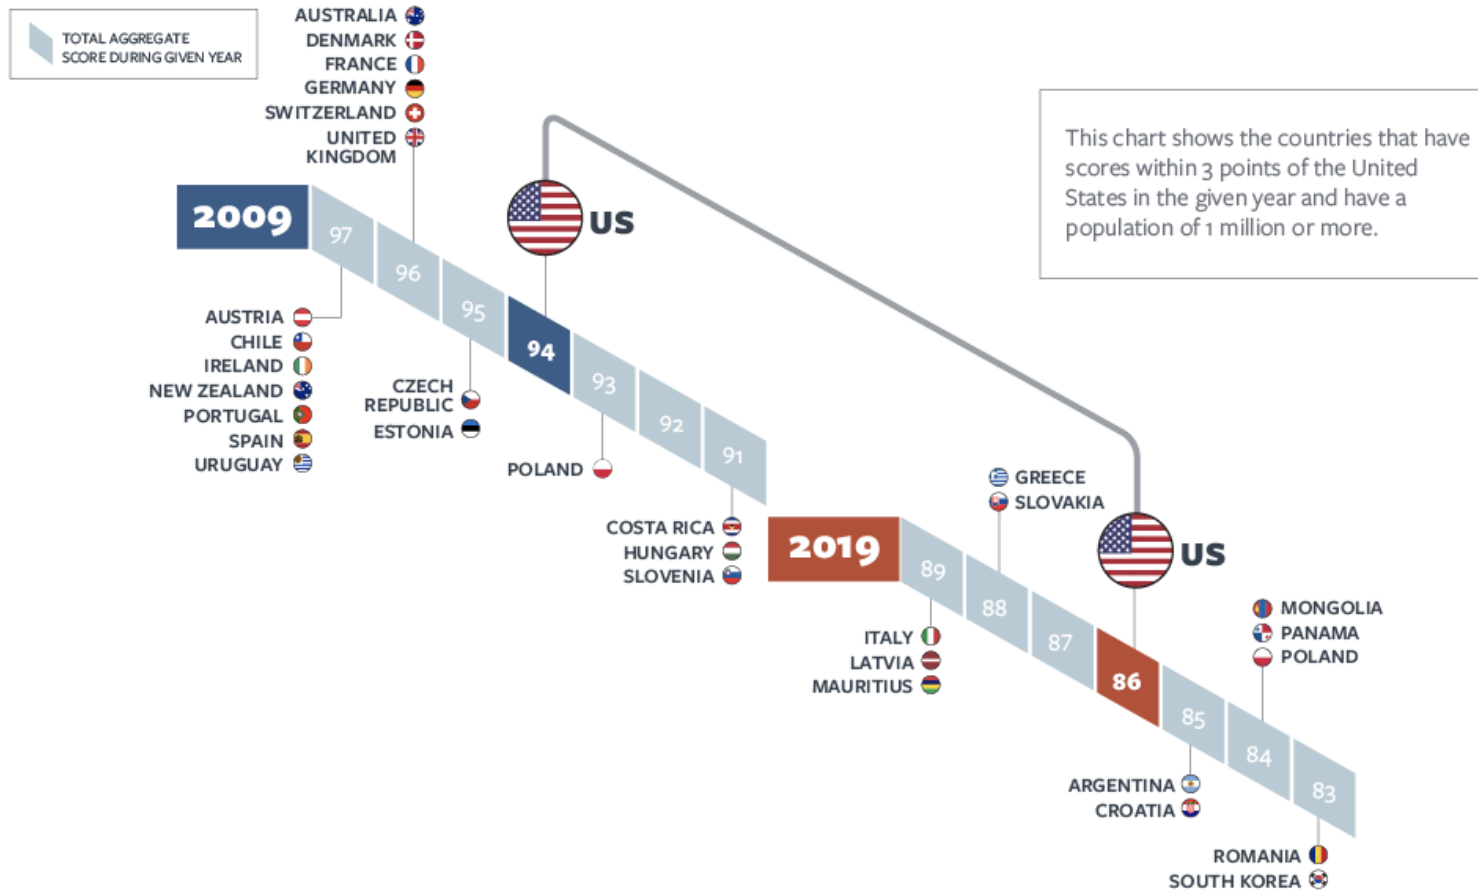 TOTAL AGGREGATE
SCORE DURING GIVEN YEAR
AUSTRALIA
DENMARK
FRANCE
GERMANY
SWITZERLAND
UNITED
KINGDOM
This chart shows the countries that have
scores within 3 points of the United
States in the given year and have a
population of 1 million or more.
2009
97
96
95
94
93
92
91
US
AUSTRIA
CHILE
IRELAND
NEW ZEALAND
PORTUGAL
SPAIN
URUGUAY
CZECH
REPUBLIC
ESTONIA
POLAND
COSTA RICA
HUNGARY
SLOVENIA
2019
89
88
87
86
85
84
83
GREECE
SLOVAKIA
US
ITALY
LATVIA
MAURITIUS
MONGOLIA
PANAMA
POLAND
ARGENTINA
CROATIA
ROMANIA
SOUTH KOREA